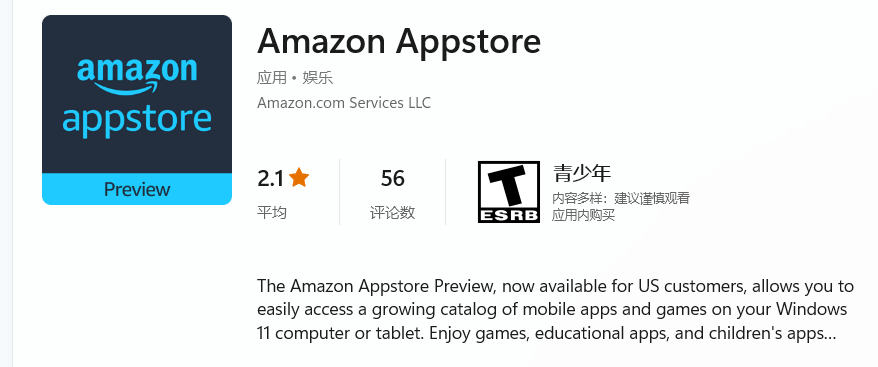 amazon
appstore
Preview
Amazon Appstore
应用 • 娱乐
Amazon.com Services LLC
2.1
平均
56
评论数
T
ESRB
青少年
内容多样：建议谨慎观看
应用内购买
The Amazon Appstore Preview, now available for US customers, allows you to
easily access a growing catalog of mobile apps and games on your Windows
11 computer or tablet. Enjoy games, educational apps, and children's apps...